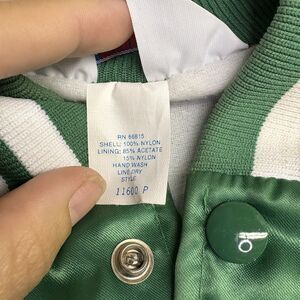 RN 66815
SHELL: 100% NYLON
LINING: 85% ACETATE
15% NYLON
HAND WASH
LINE DRY
STYLE
11600 P